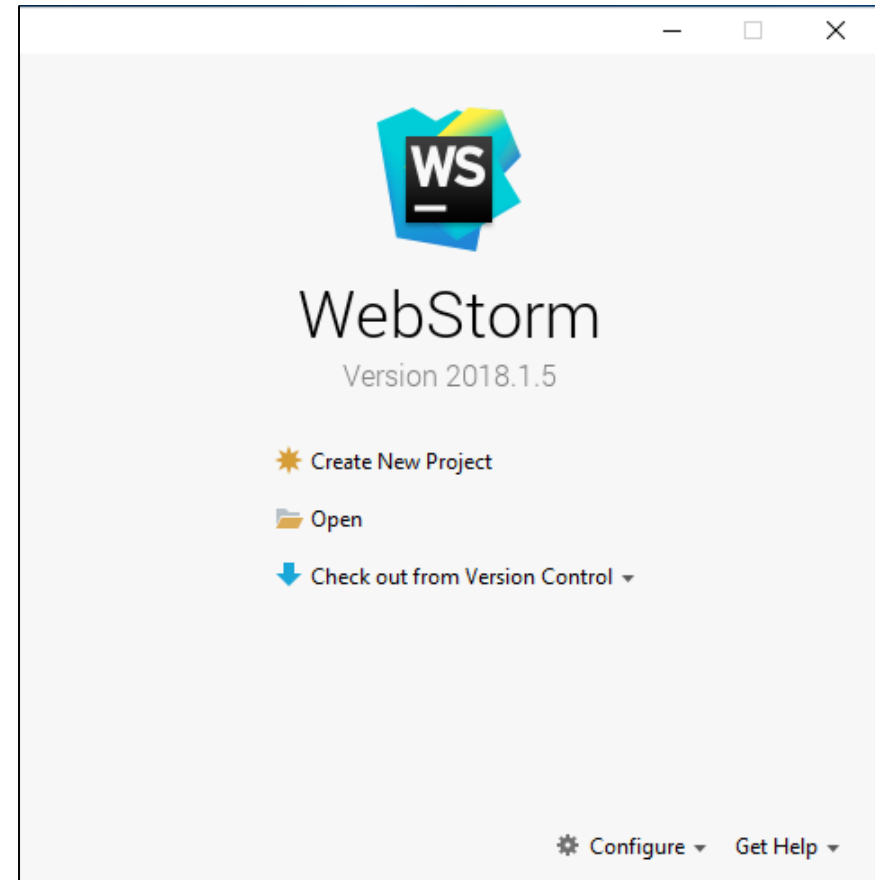 WS
WebStorm
Version 2018.1.5
Create New Project
Open
Check out from Version Control
Configure Get Help